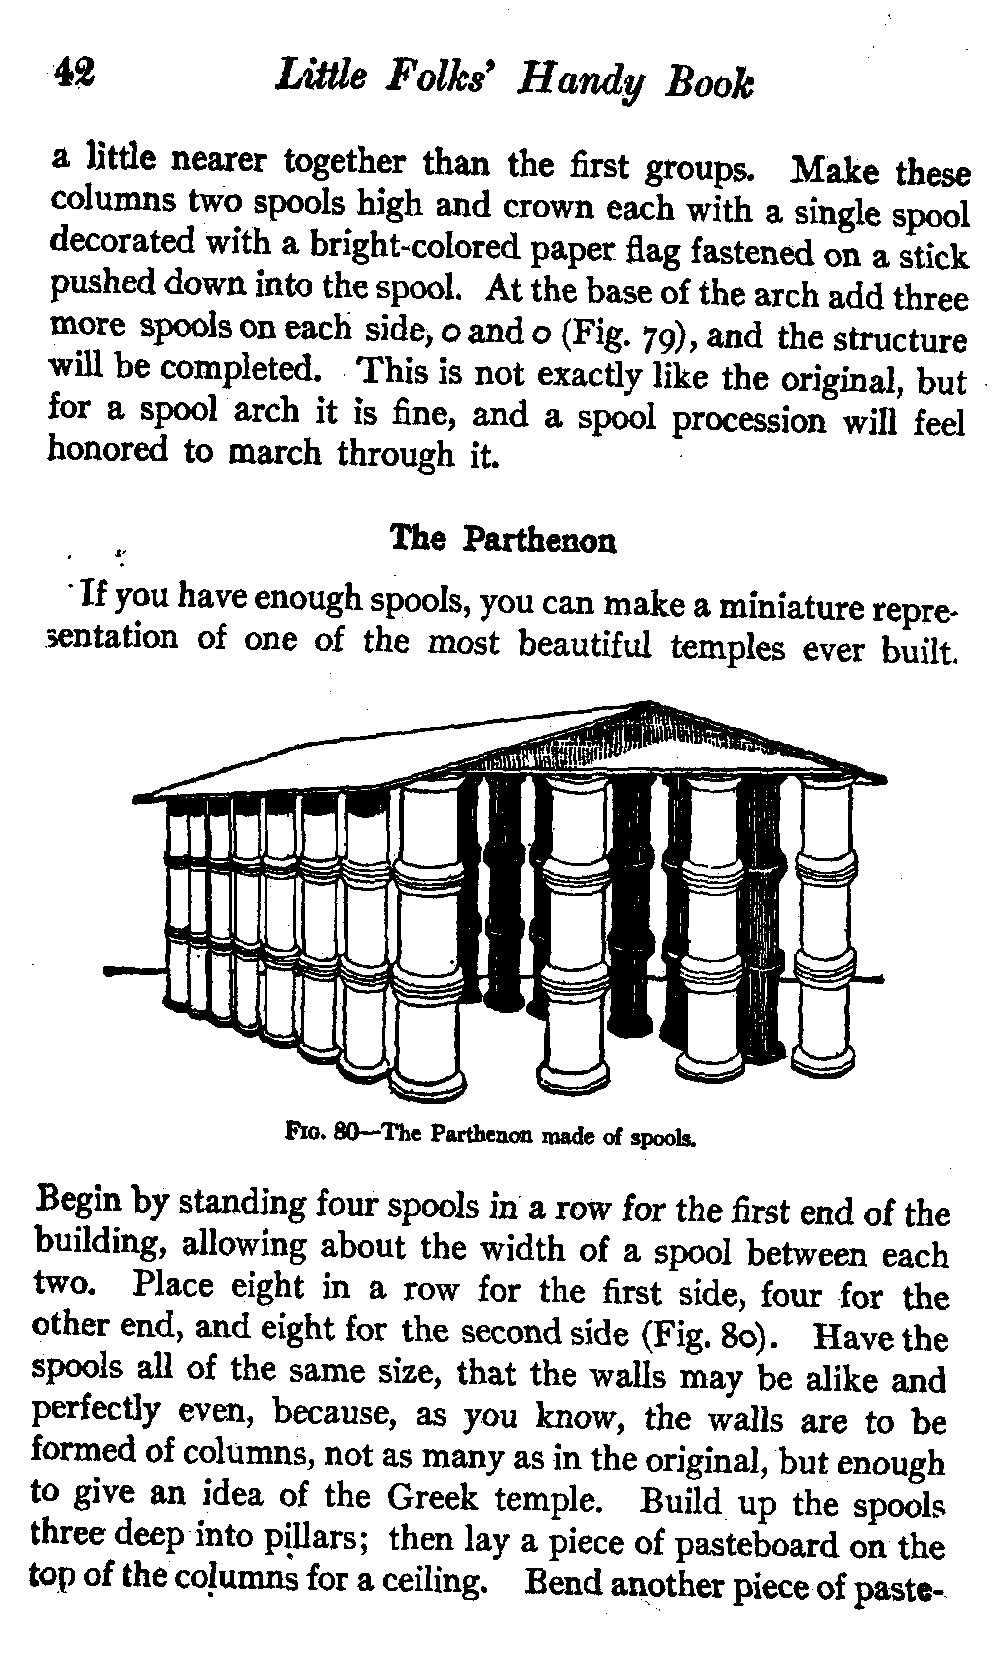 42 Little Folks' Handy Book
a little nearer together than the first groups. Make these
columns two spools high and crown each with a single spool
decorated with a bright-colored paper flag fastened on a stick
pushed down into the spool. At the base of the arch add three
more spools on each side, o and o (Fig. 79), and the structure
will be completed. This is not exactly like the original, but
for a spool arch it is fine, and a spool procession will feel
honored to march through it.
The Parthenon
If you have enough spools, you can make a miniature repre-
sentation of one of the most beautiful temples ever built.
Fig. 80—The Parthenon made of spools.
Begin by standing four spools in a row for the first end of the
building, allowing about the width of a spool between each
two. Place eight in a row for the first side, four for the
other end, and eight for the second side (Fig. 80). Have the
spools all of the same size, that the walls may be alike and
perfectly even, because, as you know, the walls are to be
formed of columns, not as many as in the original, but enough
to give an idea of the Greek temple. Build up the spools
three deep into pillars; then lay a piece of pasteboard on the
top of the columns for a ceiling. Bend another piece of paste-